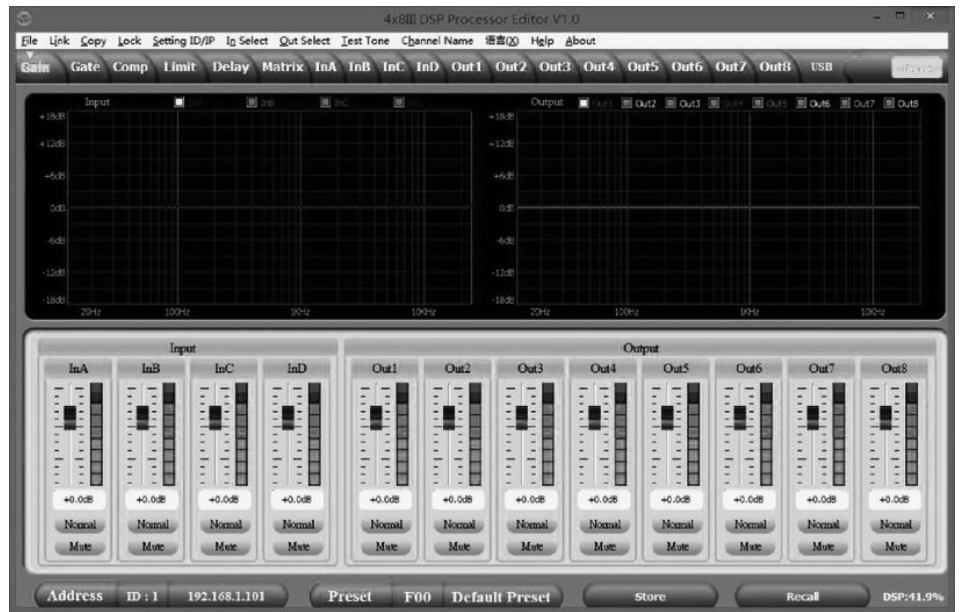 4x8III DSP Processor Editor V1.0
File Link Copy Lock Setting ID/IP In Select Out Select Test Tone Channel Name 语言(X) Help About
Gain Gate Comp Limit Delay Matrix InA InB InC InD Out1 Out2 Out3 Out4 Out5 Out6 Out7 Out8 USB
Input InB InC Output Out1 Out2 Out3 Out4 Out5 Out6 Out7 Out8
+18dB +18dB
+12dB +12dB
+6dB +6dB
0dB 0dB
-6dB -6dB
-12dB -12dB
-18dB -18dB
20Hz 100Hz 1KHz 10KHz 20Hz 100Hz 1KHz 10KHz
Input Output
InA InB InC InD Out1 Out2 Out3 Out4 Out5 Out6 Out7 Out8
+0.0dB +0.0dB +0.0dB +0.0dB +0.0dB +0.0dB +0.0dB +0.0dB +0.0dB +0.0dB +0.0dB +0.0dB
Normal Normal Normal Normal Normal Normal Normal Normal Normal Normal Normal Normal
Mute Mute Mute Mute Mute Mute Mute Mute Mute Mute Mute Mute
Address ID : 1 192.168.1.101 Preset F00 Default Preset Store Recall DSP:41.9%